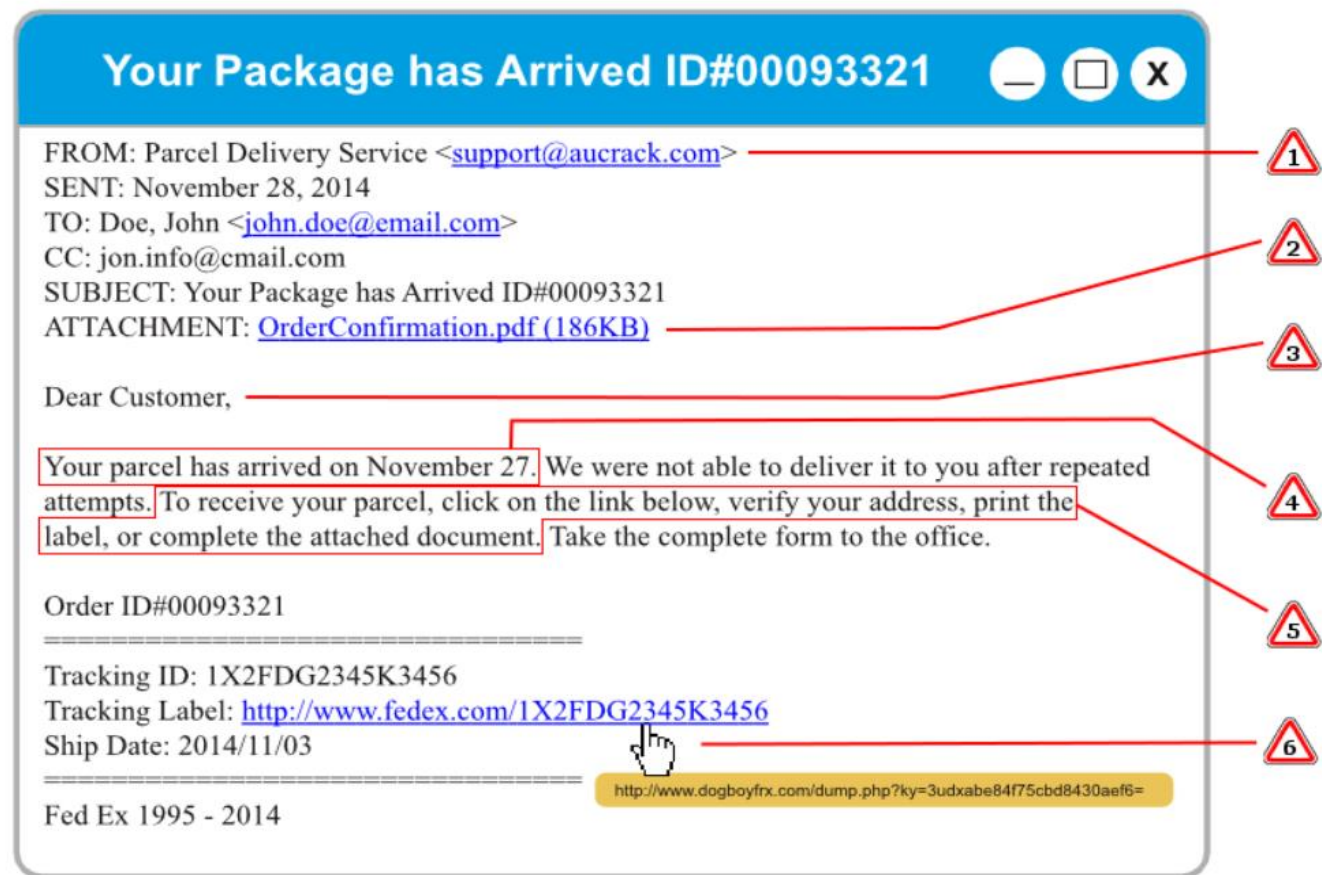 Your Package has Arrived ID#00093321
X
FROM: Parcel Delivery Service <support@aucrack.com>
1
SENT: November 28, 2014
TO: Doe, John <john.doe@email.com>
2
CC: jon.info@cmail.com
SUBJECT: Your Package has Arrived ID#00093321
ATTACHMENT: OrderConfirmation.pdf (186KB)
3
Dear Customer,
Your parcel has arrived on November 27. We were not able to deliver it to you after repeated
attempts. To receive your parcel, click on the link below, verify your address, print the
4
label, or complete the attached document. Take the complete form to the office.
Order ID#00093321
5
==================================
Tracking ID: 1X2FDG2345K3456
Tracking Label: http://www.fedex.com/1X2FDG2345K3456
Ship Date: 2014/11/03
6
==================================
http://www.dogboyfrx.com/dump.php?ky=3udxabe84f75cbd8430aef6=
Fed Ex 1995 - 2014